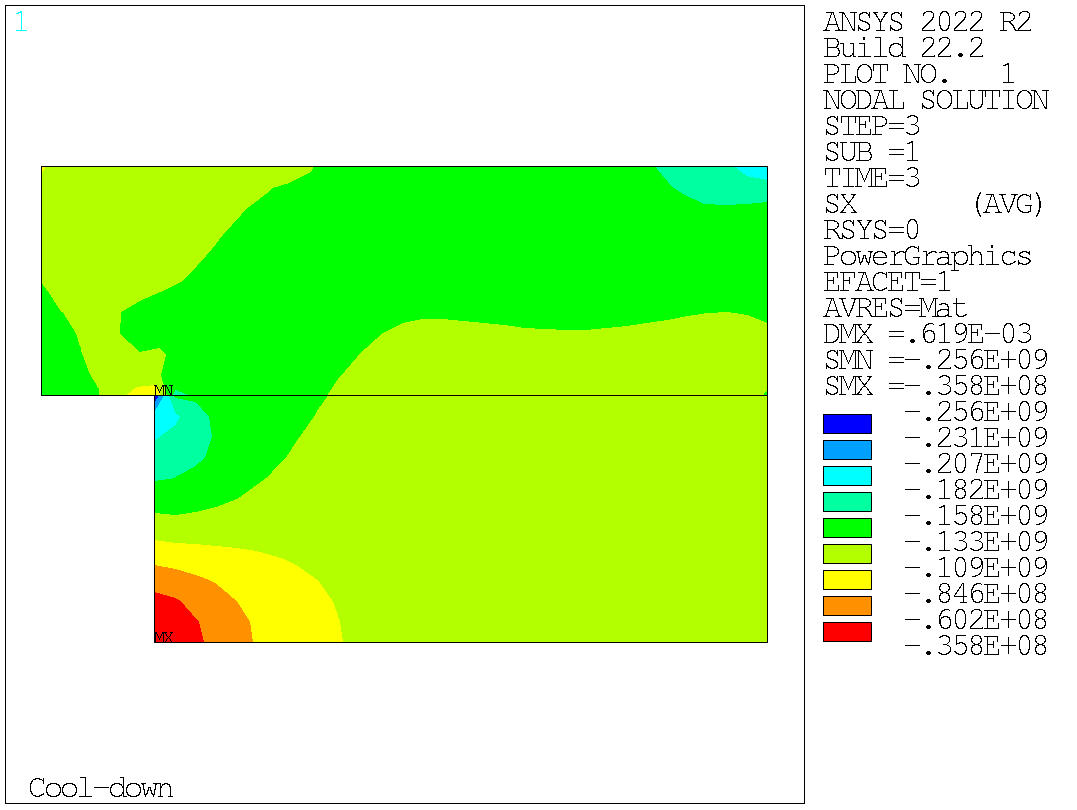 1
ANSYS 2022 R2
Build 22.2
PLOT NO.   1
NODAL SOLUTION
STEP=3
SUB =1
TIME=3
SX       (AVG)
RSYS=0
PowerGraphics
EFACET=1
AVRES=Mat
DMX =.619E-03
SMN =-.256E+09
SMX =-.358E+08
-.256E+09
-.231E+09
-.207E+09
-.182E+09
-.158E+09
-.133E+09
-.109E+09
-.846E+08
-.602E+08
-.358E+08
MN
MX
Cool-down